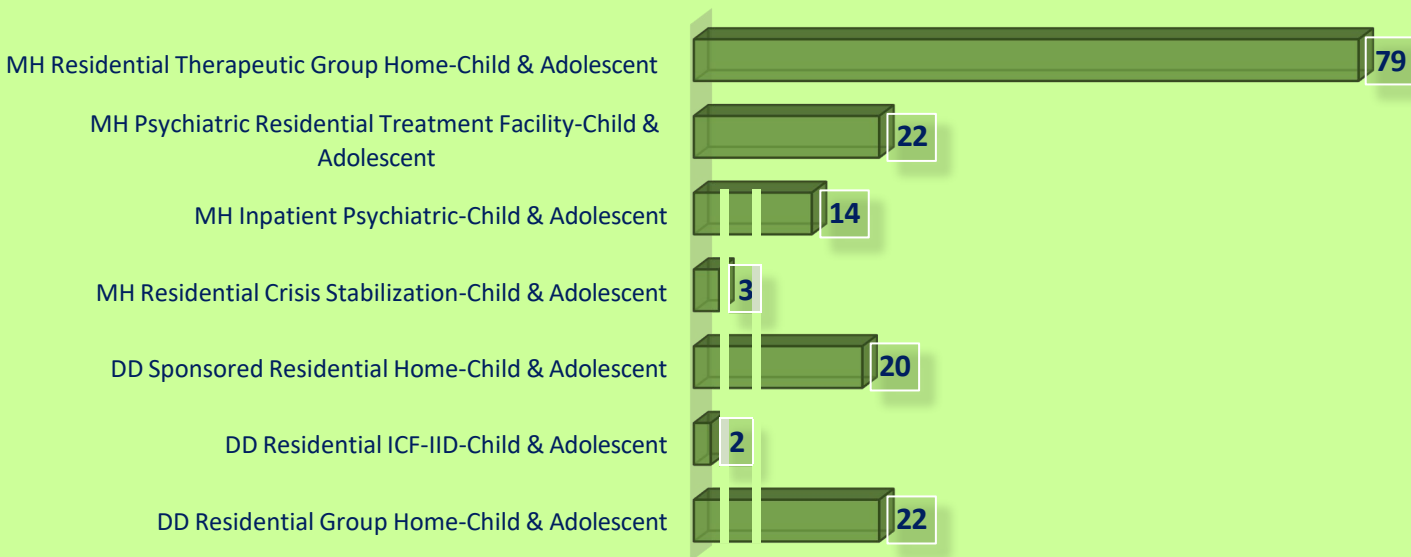 MH Residential Therapeutic Group Home-Child & Adolescent
79
MH Psychiatric Residential Treatment Facility-Child &
Adolescent
22
MH Inpatient Psychiatric-Child & Adolescent
14
MH Residential Crisis Stabilization-Child & Adolescent
3
DD Sponsored Residential Home-Child & Adolescent
20
DD Residential ICF-IID-Child & Adolescent
2
DD Residential Group Home-Child & Adolescent
22